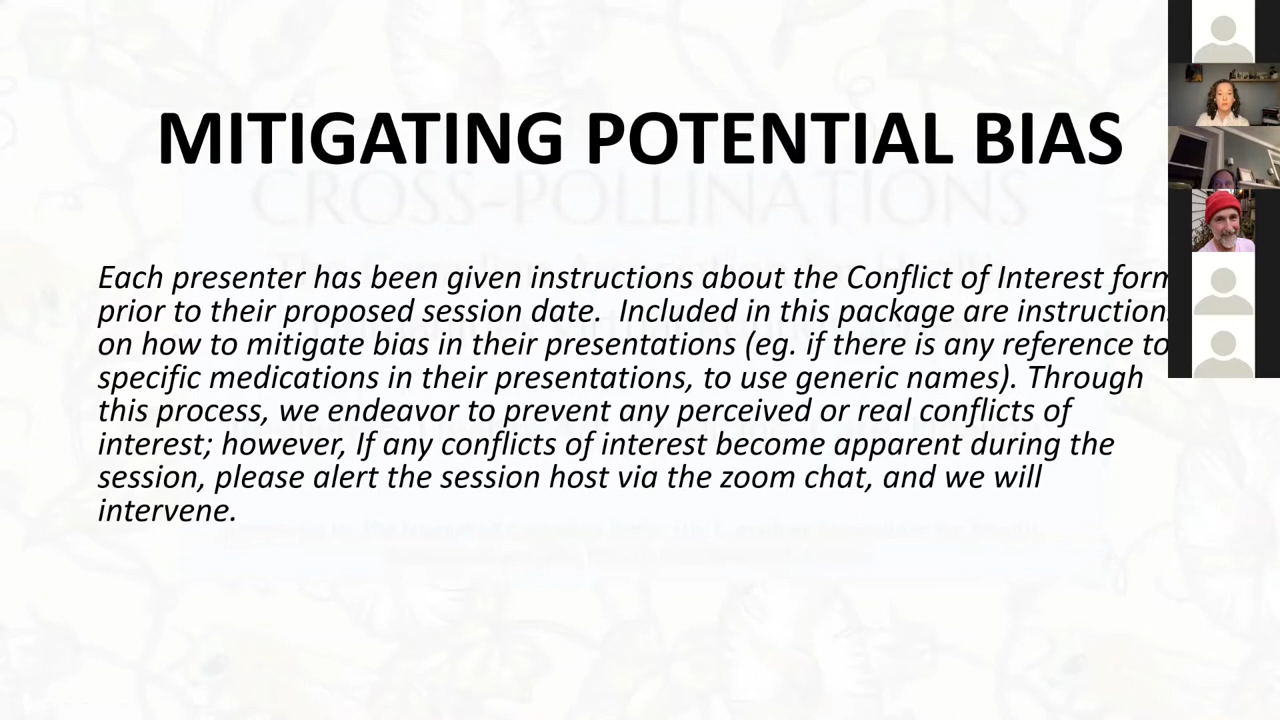 MITIGATING POTENTIAL BIAS
CROSS-POLLINATIONS
Each presenter has been given instructions about the Conflict of Interest form
prior to their proposed session date.  Included in this package are instructions
on how to mitigate bias in their presentations (eg. if there is any reference to
specific medications in their presentations, to use generic names). Through
this process, we endeavor to prevent any perceived or real conflicts of
interest; however, If any conflicts of interest become apparent during the
session, please alert the session host via the zoom chat, and we will
intervene.